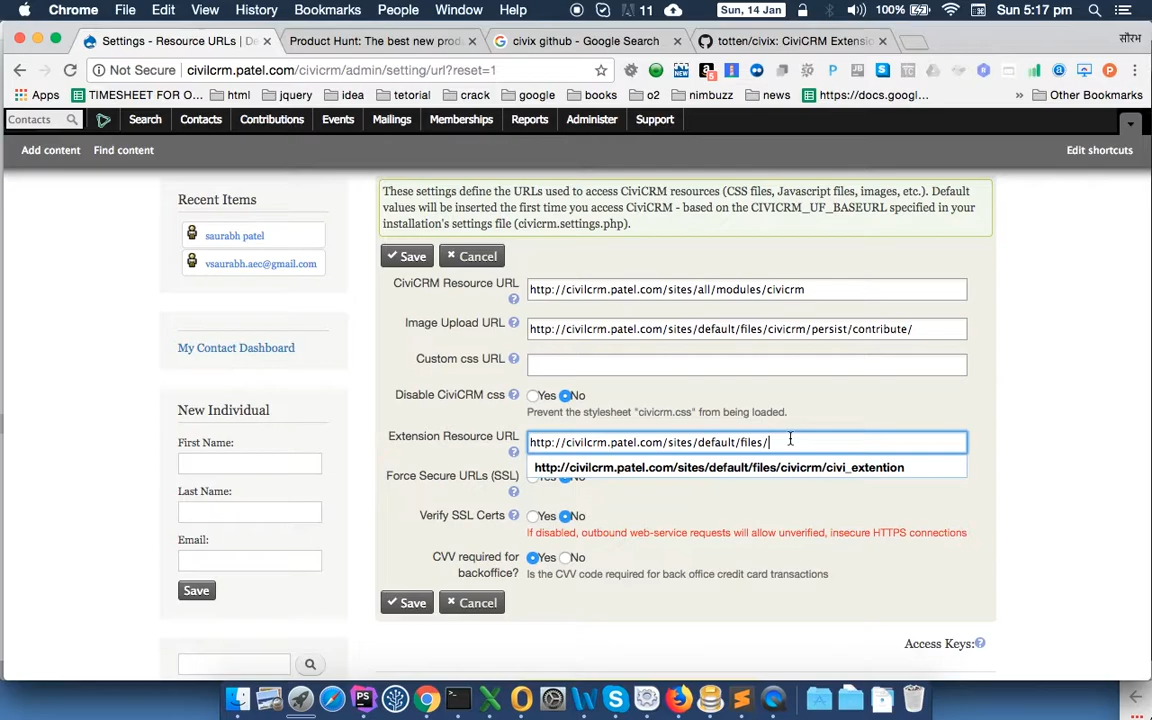 Chrome File Edit View History Bookmarks People Window Help 11 Sun, 14 Jan 100% Sun 5:17 pm
Settings - Resource URLs | De Product Hunt: The best new prod civix github - Google Search totten/civix: CiviCRM Extensio सौरभ
Not Secure civilcrm.patel.com/civicrm/admin/setting/url?reset=1
Apps TIMESHEET FOR O... html jquery idea tetorial crack google books o2 nimbuzz news https://docs.googl... » Other Bookmarks
Contacts Search Contacts Contributions Events Mailings Memberships Reports Administer Support
Add content Find content Edit shortcuts
Recent Items
saurabh patel
vsaurabh.aec@gmail.com
My Contact Dashboard
New Individual
First Name:
Last Name:
Email:
Save
These settings define the URLs used to access CiviCRM resources (CSS files, Javascript files, images, etc.). Default
values will be inserted the first time you access CiviCRM - based on the CIVICRM_UF_BASEURL specified in your
installation's settings file (civicrm.settings.php).
Save Cancel
CiviCRM Resource URL http://civilcrm.patel.com/sites/all/modules/civicrm
Image Upload URL http://civilcrm.patel.com/sites/default/files/civicrm/persist/contribute/
Custom css URL
Disable CiviCRM css Yes No
Prevent the stylesheet "civicrm.css" from being loaded.
Extension Resource URL http://civilcrm.patel.com/sites/default/files/
http://civilcrm.patel.com/sites/default/files/civicrm/civi_extention
Force Secure URLs (SSL) Yes No
Verify SSL Certs Yes No
If disabled, outbound web-service requests will allow unverified, insecure HTTPS connections
CVV required for Yes No
backoffice? Is the CVV code required for back office credit card transactions
Save Cancel
Access Keys: